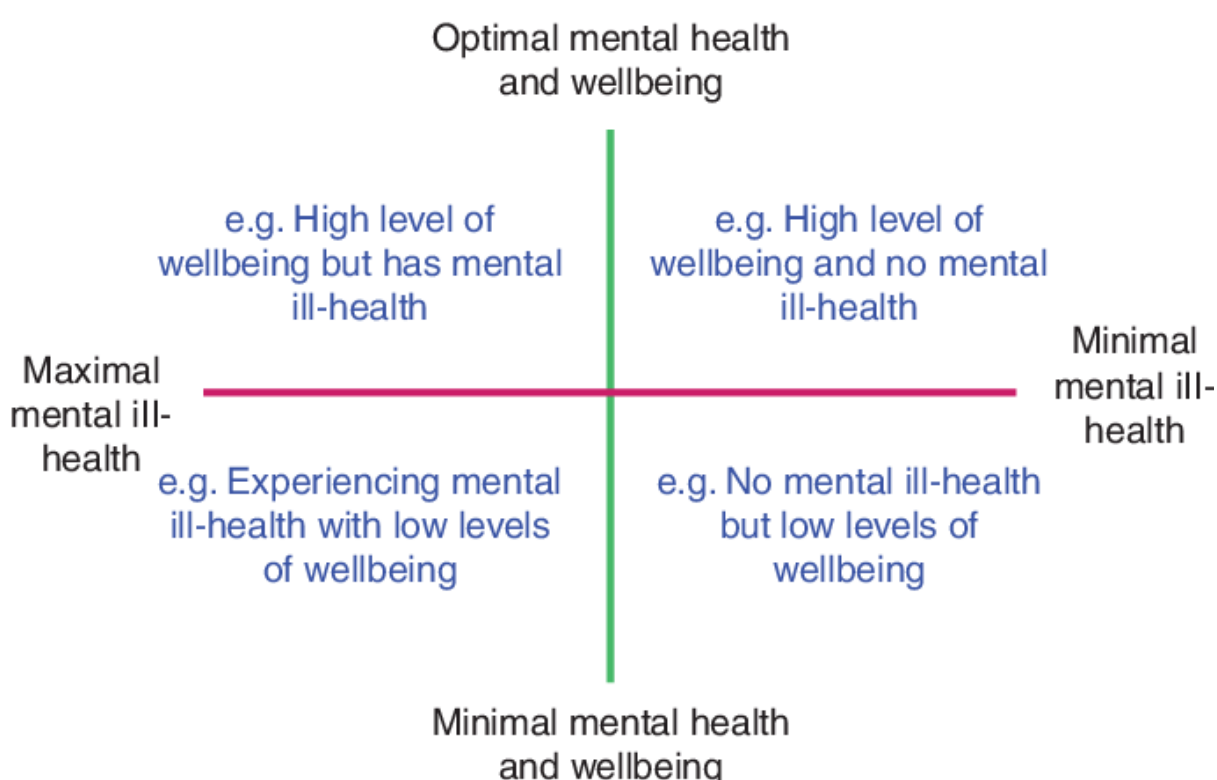 Optimal mental health
and wellbeing
e.g. High level of
wellbeing but has mental
ill-health
e.g. High level of
wellbeing and no mental
ill-health
Maximal
mental ill-
health
Minimal
mental ill-
health
e.g. Experiencing mental
ill-health with low levels
of wellbeing
e.g. No mental ill-health
but low levels of
wellbeing
Minimal mental health
and wellbeing